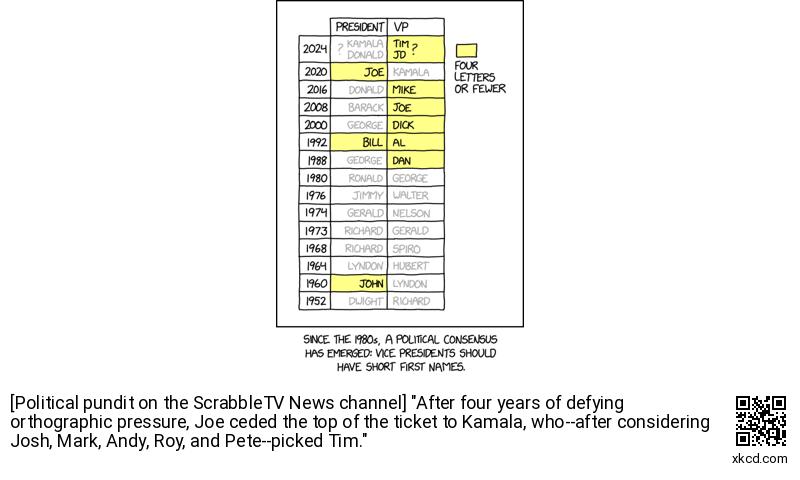 PRESIDENT VP
2024 ? KAMALA DONALD TIM JD ?
2020 JOE KAMALA
2016 DONALD MIKE
2008 BARACK JOE
2000 GEORGE DICK
1992 BILL AL
1988 GEORGE DAN
1980 RONALD GEORGE
1976 JIMMY WALTER
1974 GERALD NELSON
1973 RICHARD GERALD
1968 RICHARD SPIRO
1964 LYNDON HUBERT
1960 JOHN LYNDON
1952 DWIGHT RICHARD
FOUR
LETTERS
OR FEWER
SINCE THE 1980s, A POLITICAL CONSENSUS
HAS EMERGED: VICE PRESIDENTS SHOULD
HAVE SHORT FIRST NAMES.
[Political pundit on the ScrabbleTV News channel] "After four years of defying
orthographic pressure, Joe ceded the top of the ticket to Kamala, who--after considering
Josh, Mark, Andy, Roy, and Pete--picked Tim."
xkcd.com